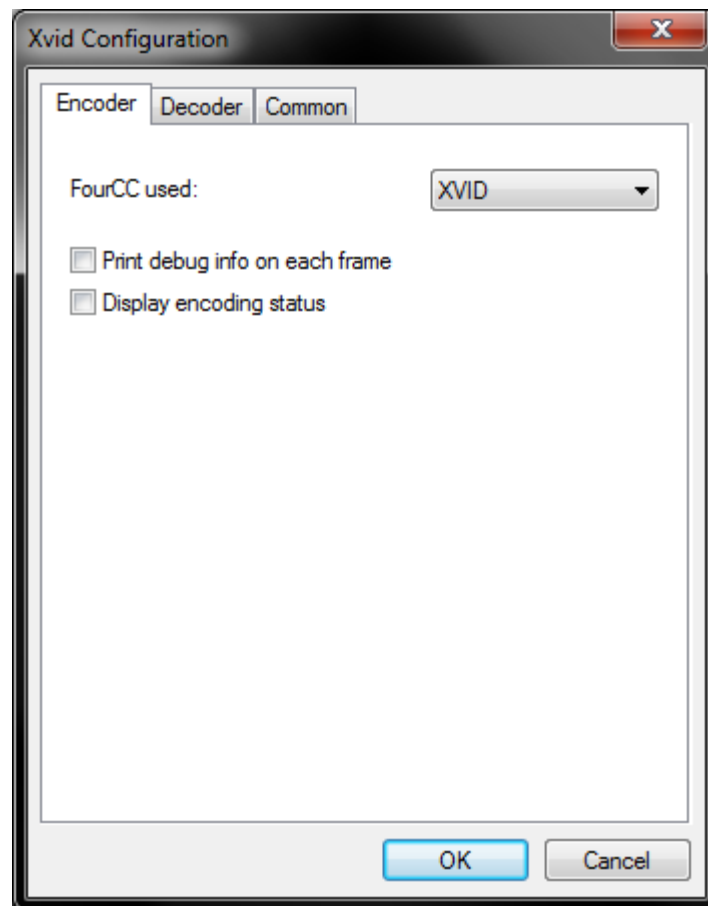 Xvid Configuration
Encoder Decoder Common
FourCC used: XVID
Print debug info on each frame
Display encoding status
OK Cancel